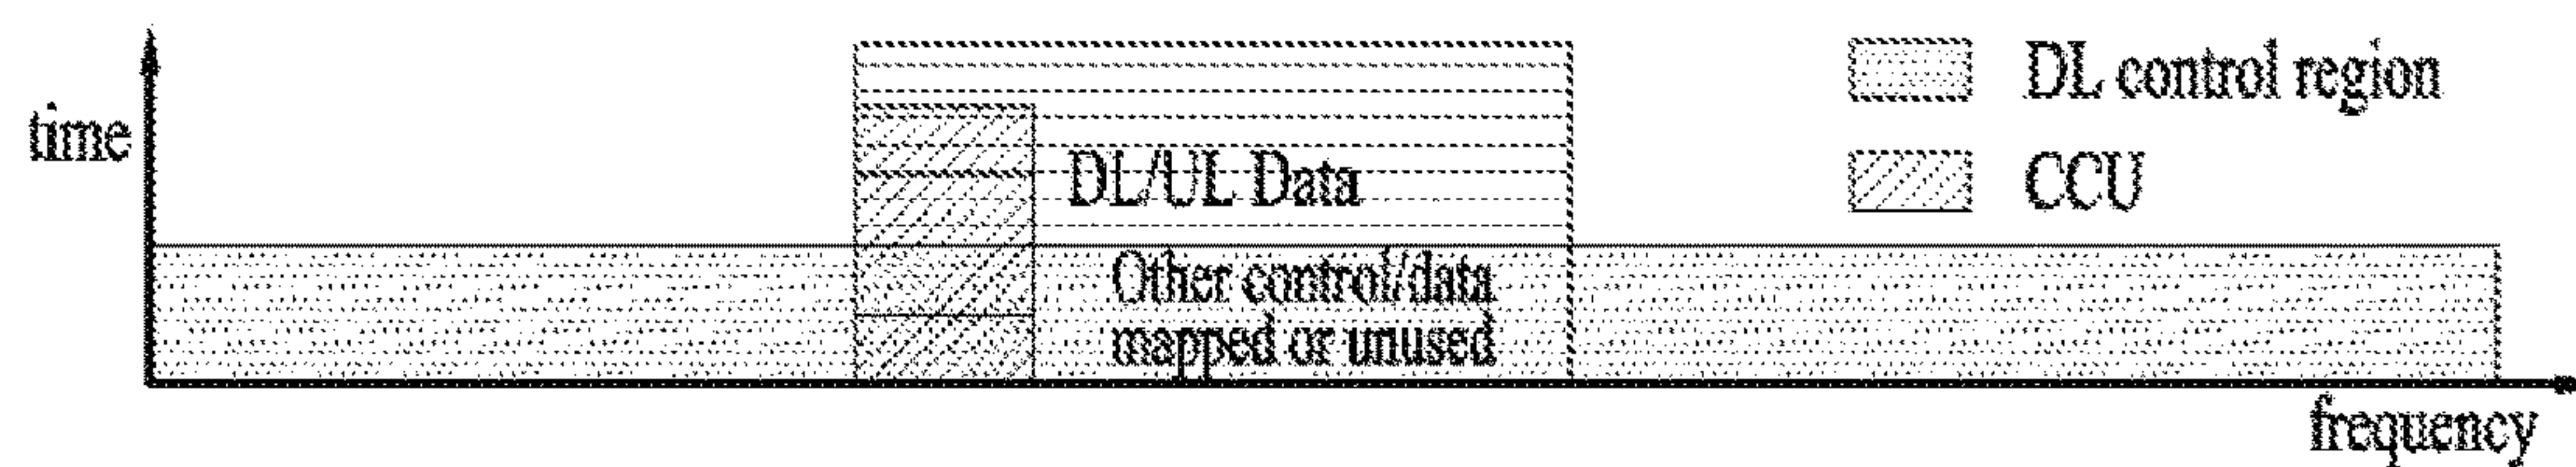 time
DL control region
CCU
DL/UL Data
Other control/data
mapped or unused
frequency